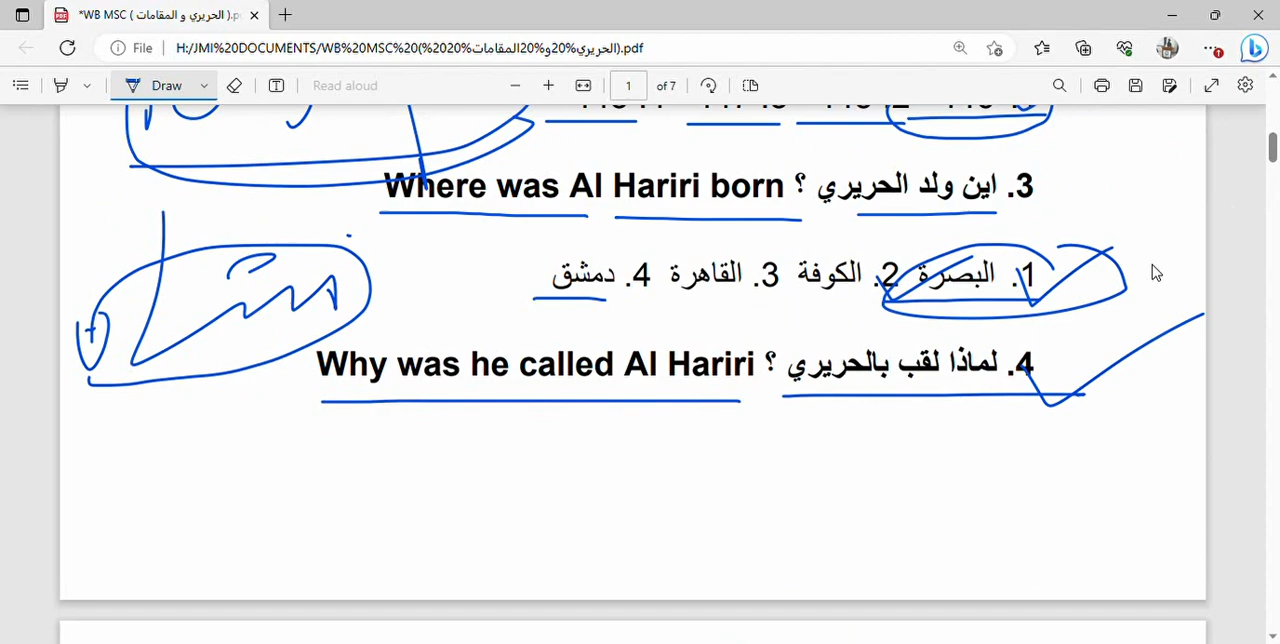 *WB MSC ( الحريري و المقامات ).p
File H:/JMI%20DOCUMENTS/WB%20MSC%20(%2020%الحريري%20و%20المقامات).pdf
Draw Read aloud 1 of 7
3. اين ولد الحريري ؟ Where was Al Hariri born
1. البصرة 2. الكوفة 3. القاهرة 4. دمشق
4. لماذا لقب بالحريري ؟ Why was he called Al Hariri